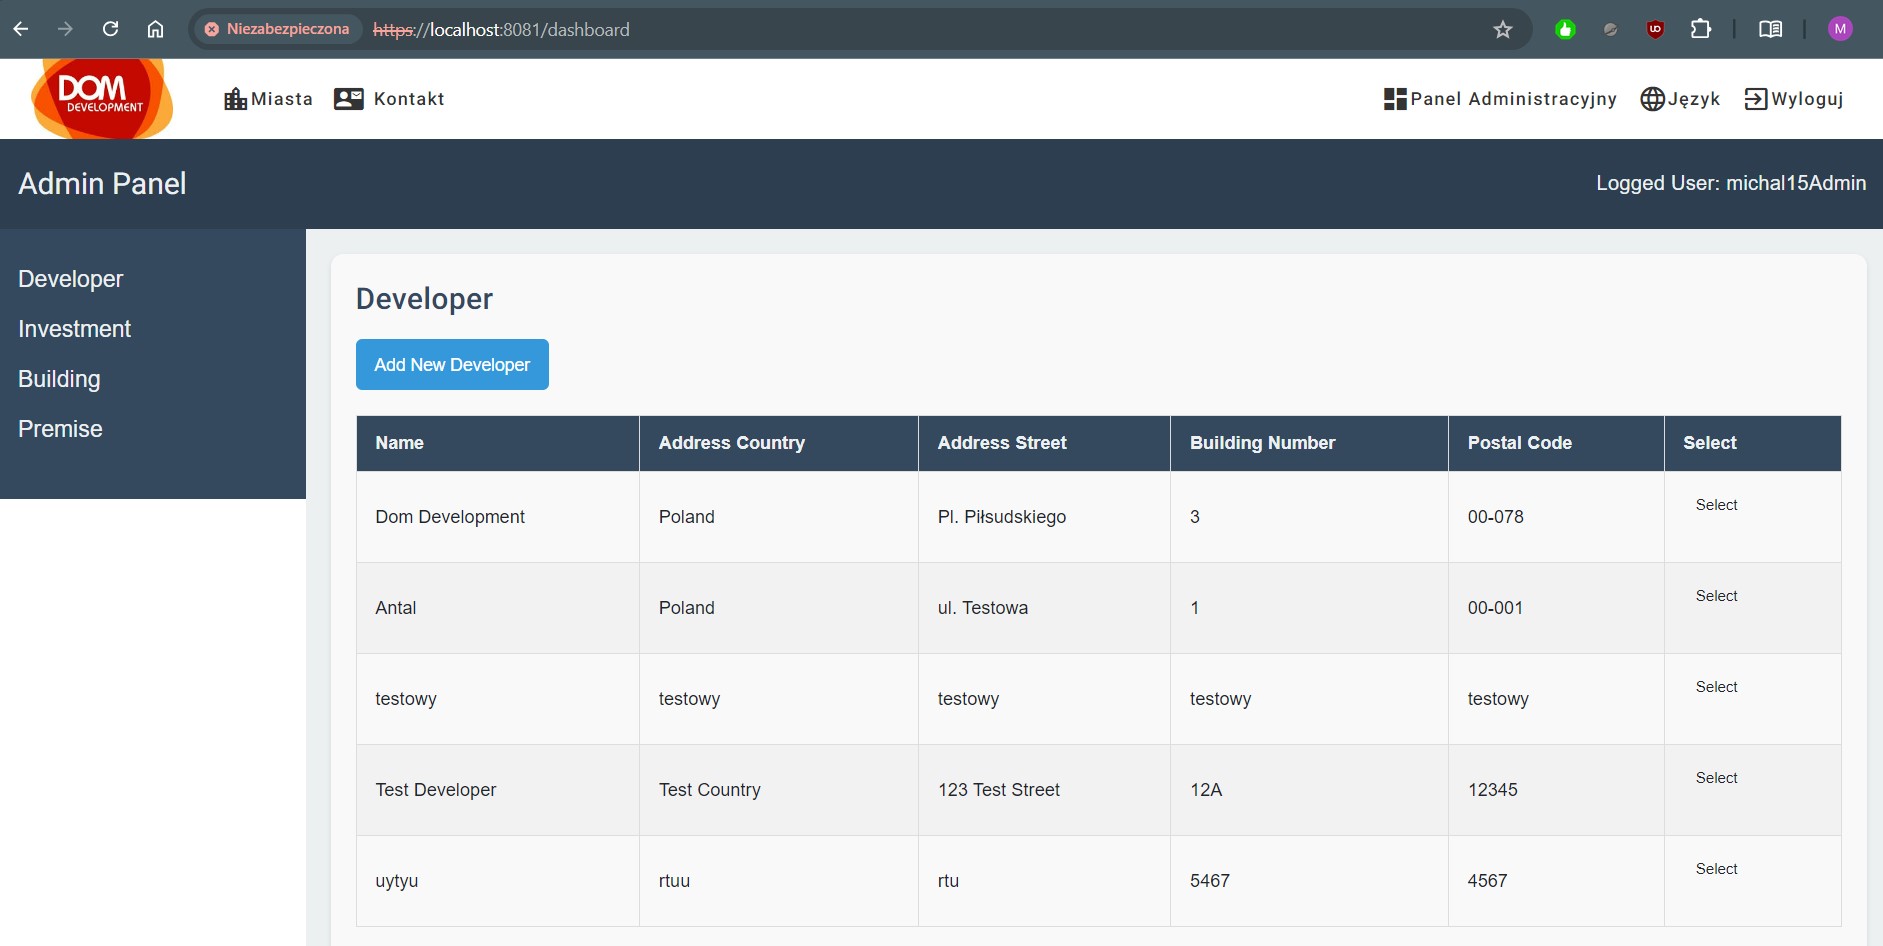 Niezabezpieczona https://localhost:8081/dashboard M
DOM
DEVELOPMENT
Miasta Kontakt Panel Administracyjny Język Wyloguj
Admin Panel Logged User: michal15Admin
Developer
Investment
Building
Premise
Developer
Add New Developer
Name Address Country Address Street Building Number Postal Code Select
Dom Development Poland Pl. Piłsudskiego 3 00-078 Select
Antal Poland ul. Testowa 1 00-001 Select
testowy testowy testowy testowy testowy Select
Test Developer Test Country 123 Test Street 12A 12345 Select
uytyu rtuu rtu 5467 4567 Select